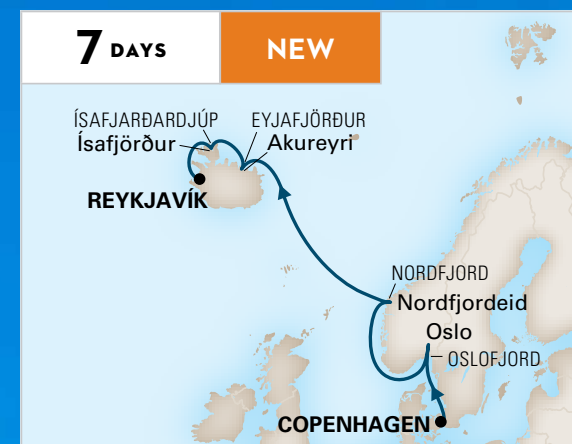 7 DAYS
NEW
ÍSAFJARÐARDJÚP
Ísafjörður
EYJAFJÖRÐUR
Akureyri
REYKJAVÍK
NORDFJORD
Nordfjordeid
Oslo
OSLOFJORD
COPENHAGEN